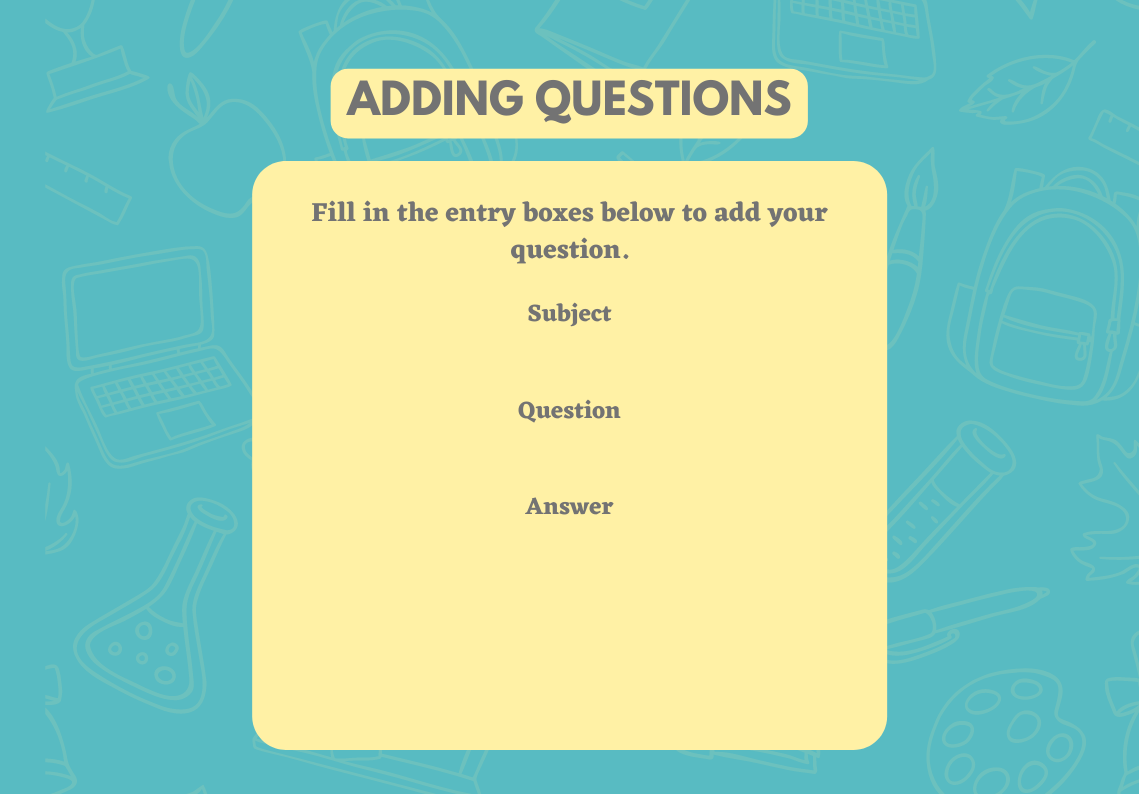 ADDING QUESTIONS
Fill in the entry boxes below to add your
question.
Subject
Question
Answer